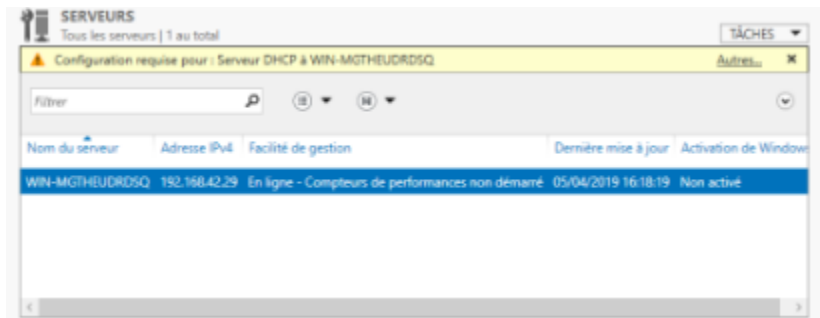 SERVEURS
Tous les serveurs | 1 au total
TÂCHES
Configuration requise pour : Serveur DHCP à WIN-MGTHEUDRDSQ
Autres...
Filtrer
Nom du serveur Adresse IPv4 Facilité de gestion Dernière mise à jour Activation de Window
WIN-MGTHEUDRDSQ 192.168.42.29 En ligne - Compteurs de performances non démarré 05/04/2019 16:18:19 Non activé